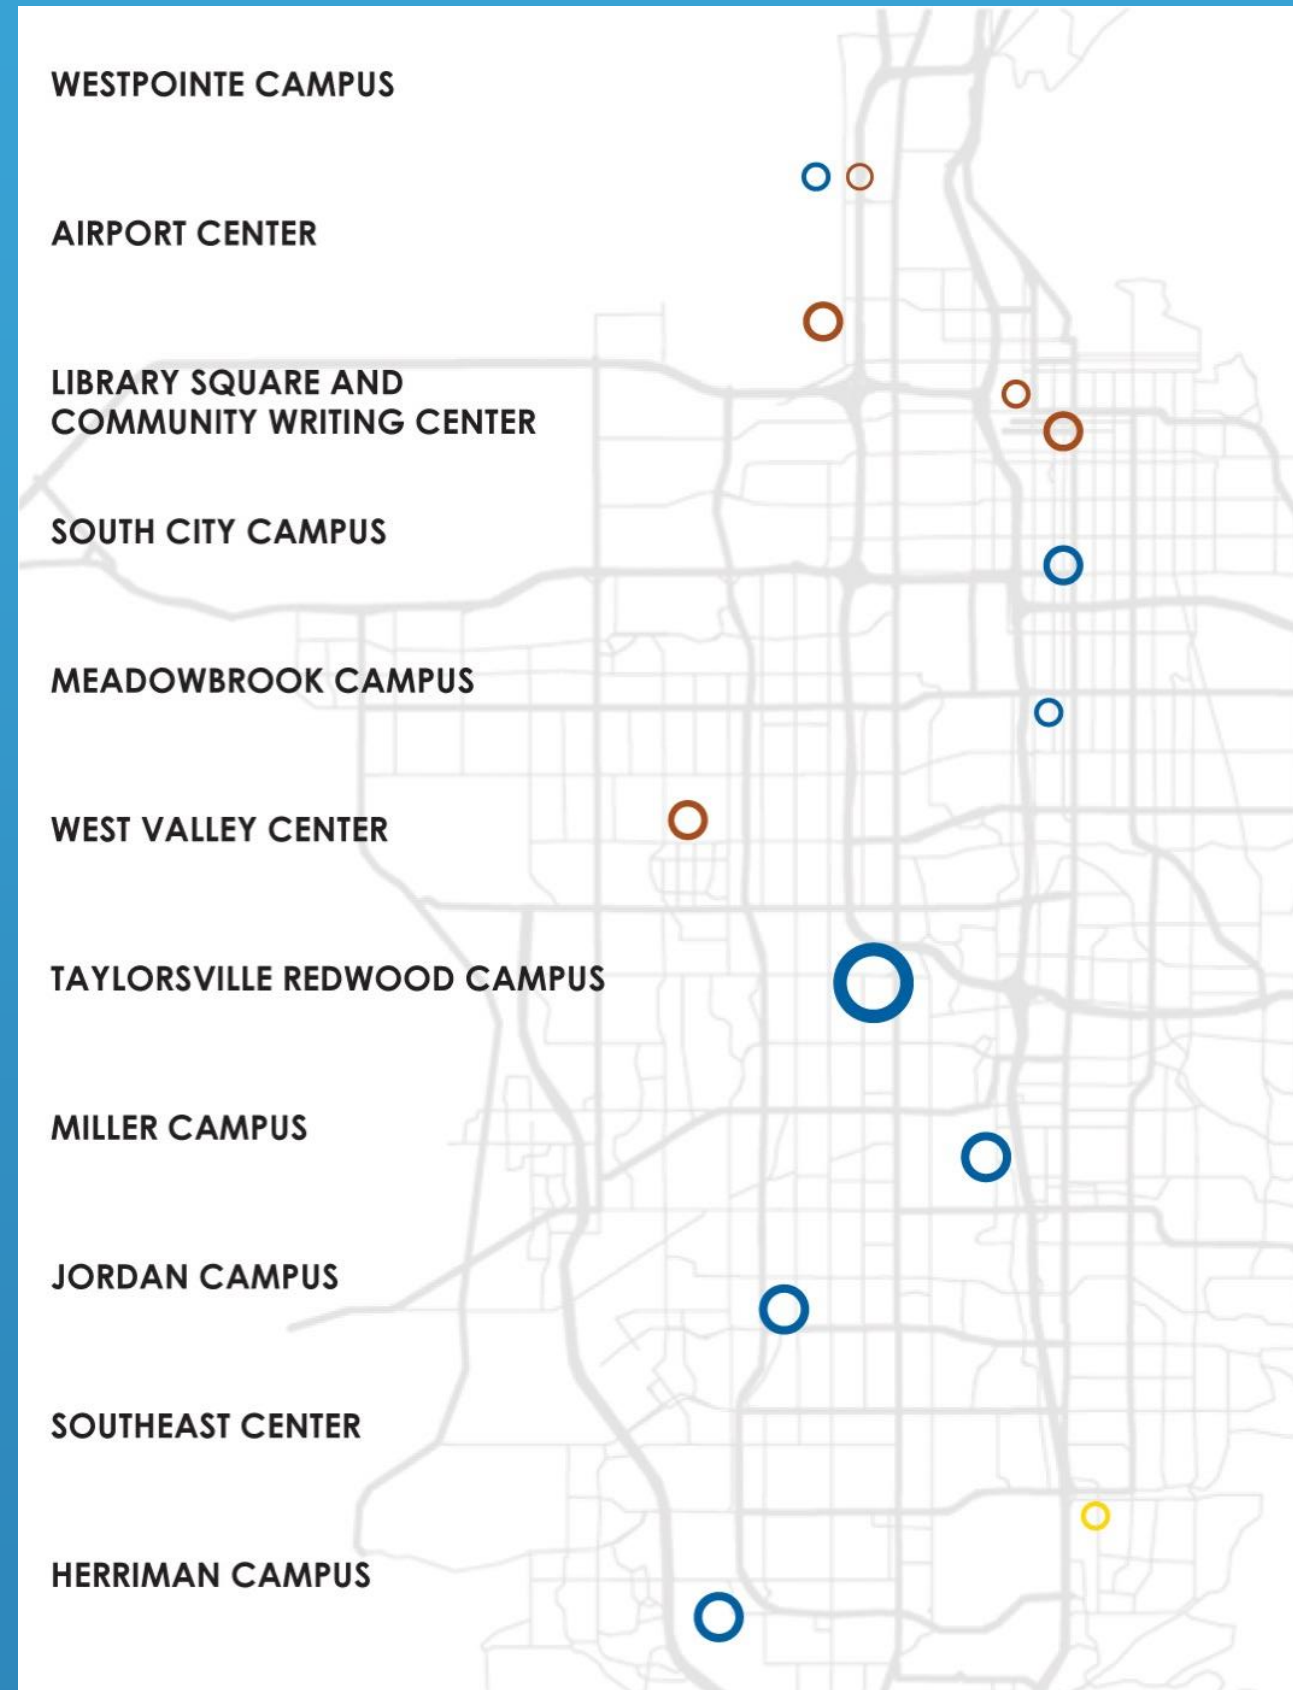 WESTPOINTE CAMPUS
AIRPORT CENTER
LIBRARY SQUARE AND
COMMUNITY WRITING CENTER
SOUTH CITY CAMPUS
MEADOWBROOK CAMPUS
WEST VALLEY CENTER
TAYLORSVILLE REDWOOD CAMPUS
MILLER CAMPUS
JORDAN CAMPUS
SOUTHEAST CENTER
HERRIMAN CAMPUS